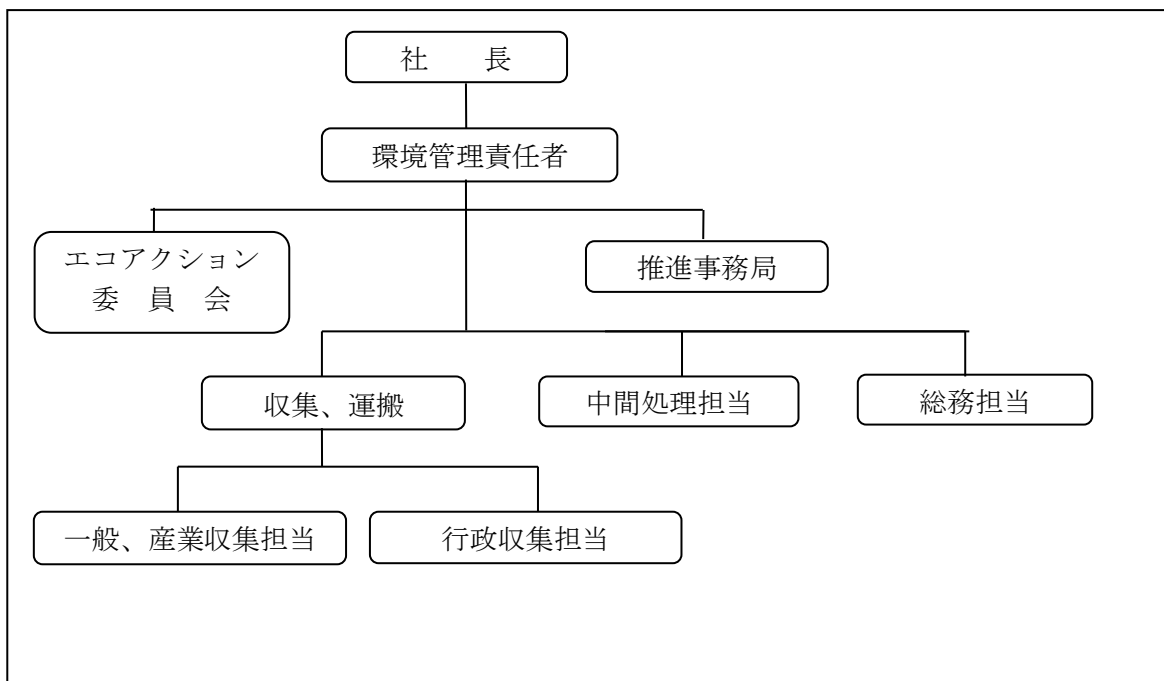 社　　長
環境管理責任者
エコアクション
委　員　会
推進事務局
収集、運搬
中間処理担当
総務担当
一般、産業収集担当
行政収集担当